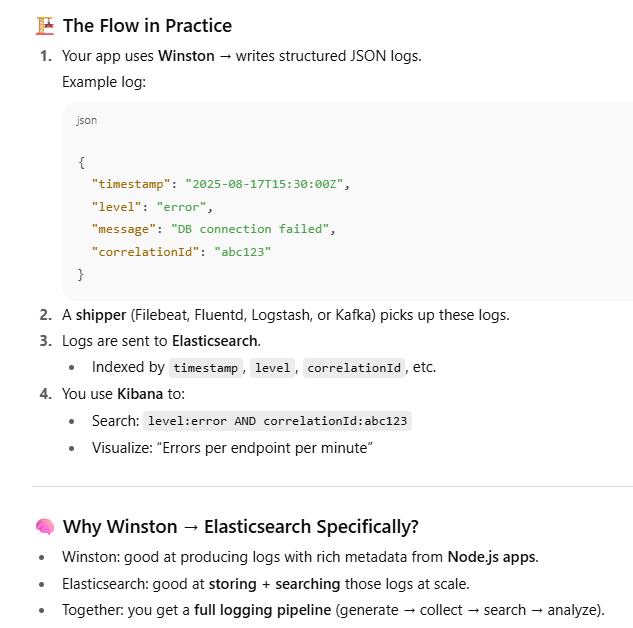 🏗️ The Flow in Practice
1. Your app uses Winston → writes structured JSON logs.
Example log:
json
{
"timestamp": "2025-08-17T15:30:00Z",
"level": "error",
"message": "DB connection failed",
"correlationId": "abc123"
}
2. A shipper (Filebeat, Fluentd, Logstash, or Kafka) picks up these logs.
3. Logs are sent to Elasticsearch.
• Indexed by timestamp, level, correlationId, etc.
4. You use Kibana to:
• Search: level:error AND correlationId:abc123
• Visualize: “Errors per endpoint per minute”
🧠 Why Winston → Elasticsearch Specifically?
• Winston: good at producing logs with rich metadata from Node.js apps.
• Elasticsearch: good at storing + searching those logs at scale.
• Together: you get a full logging pipeline (generate → collect → search → analyze).